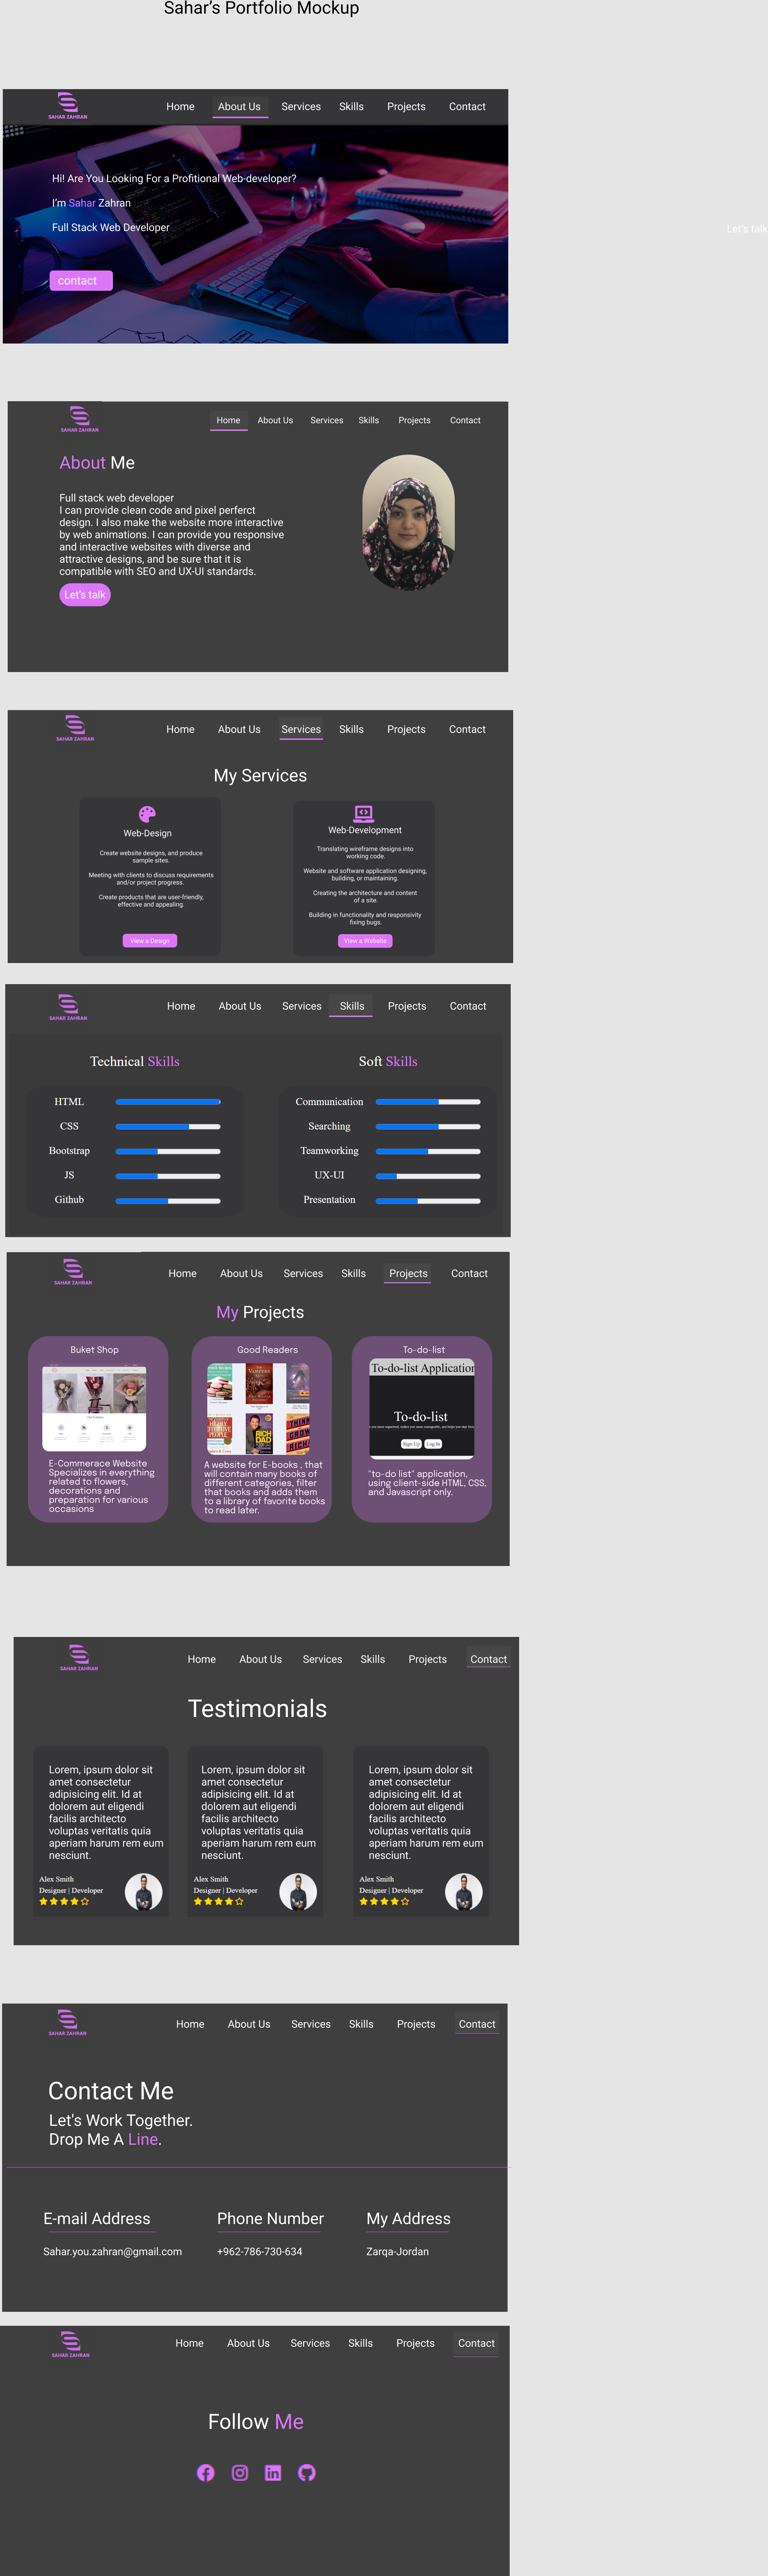 Sahar's Portfolio Mockup
SAHAR ZAHRAN
Home About Us Services Skills Projects Contact
Hi! Are You Looking For a Profitional Web-developer?
I'm Sahar Zahran
Full Stack Web Developer
Let's talk
contact
SAHAR ZAHRAN
Home About Us Services Skills Projects Contact
About Me
Full stack web developer
I can provide clean code and pixel perferct
design. I also make the website more interactive
by web animations. I can provide you responsive
and interactive websites with diverse and
attractive designs, and be sure that it is
compatible with SEO and UX-UI standards.
Let's talk
SAHAR ZAHRAN
Home About Us Services Skills Projects Contact
My Services
Web-Design
Create website designs, and produce
sample sites.
Meeting with clients to discuss requirements
and/or project progress.
Create products that are user-friendly,
effective and appealing.
View a Design
Web-Development
Translating wireframe designs into
working code.
Website and software application designing,
building, or maintaining.
Creating the architecture and content
of a site.
Building in functionality and responsivity
fixing bugs.
View a Website
SAHAR ZAHRAN
Home About Us Services Skills Projects Contact
Technical Skills
HTML
CSS
Bootstrap
JS
Github
Soft Skills
Communication
Searching
Teamworking
UX-UI
Presentation
SAHAR ZAHRAN
Home About Us Services Skills Projects Contact
My Projects
Buket Shop
E-Commerace Website
Specializes in everything
related to flowers,
decorations and
preparation for various
occasions
Good Readers
RICH
DAD
THINK
GROW
RICH
A website for E-books , that
will contain many books of
different categories, filter
that books and adds them
to a library of favorite books
to read later.
To-do-list
To-do-list Application
To-do-list
Sign Up Log In
"to-do list" application,
using client-side HTML, CSS,
and Javascript only.
SAHAR ZAHRAN
Home About Us Services Skills Projects Contact
Testimonials
Lorem, ipsum dolor sit
amet consectetur
adipisicing elit. Id at
dolorem aut eligendi
facilis architecto
voluptas veritatis quia
aperiam harum rem eum
nesciunt.
Alex Smith
Designer | Developer
Lorem, ipsum dolor sit
amet consectetur
adipisicing elit. Id at
dolorem aut eligendi
facilis architecto
voluptas veritatis quia
aperiam harum rem eum
nesciunt.
Alex Smith
Designer | Developer
Lorem, ipsum dolor sit
amet consectetur
adipisicing elit. Id at
dolorem aut eligendi
facilis architecto
voluptas veritatis quia
aperiam harum rem eum
nesciunt.
Alex Smith
Designer | Developer
SAHAR ZAHRAN
Home About Us Services Skills Projects Contact
Contact Me
Let's Work Together.
Drop Me A Line.
E-mail Address
Sahar.you.zahran@gmail.com
Phone Number
+962-786-730-634
My Address
Zarqa-Jordan
SAHAR ZAHRAN
Home About Us Services Skills Projects Contact
Follow Me